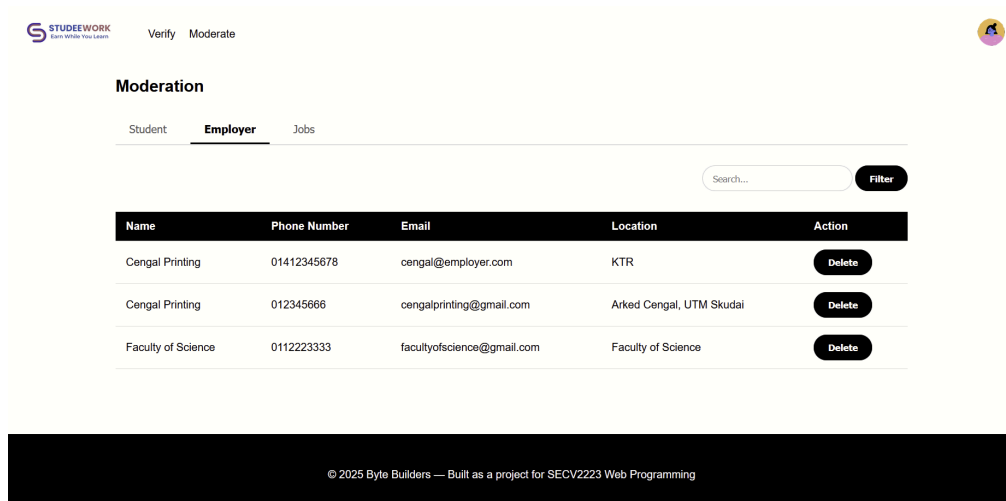 STUDEEWORK
Earn While You Learn
Verify Moderate
Moderation
Student Employer Jobs
Search... Filter
Name Phone Number Email Location Action
Cengal Printing 01412345678 cengal@employer.com KTR Delete
Cengal Printing 012345666 cengalprinting@gmail.com Arked Cengal, UTM Skudai Delete
Faculty of Science 0112223333 facultyofscience@gmail.com Faculty of Science Delete
© 2025 Byte Builders — Built as a project for SECV2223 Web Programming